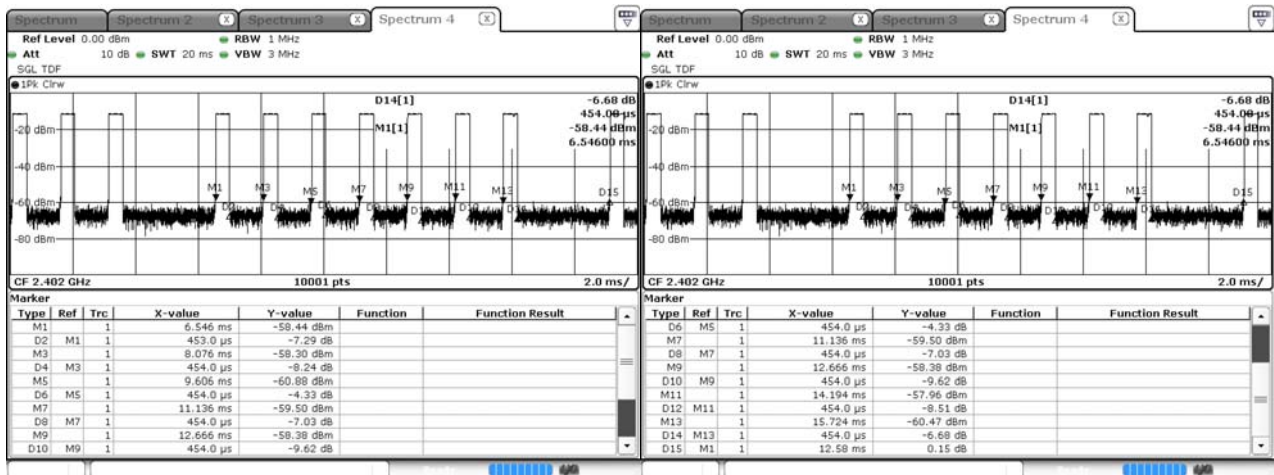 Spectrum Spectrum 2 X Spectrum 3 X Spectrum 4 X
Ref Level 0.00 dBm RBW 1 MHz
Att 10 dB SWT 20 ms VBW 3 MHz
SGL TDF
1Pk Clrw
D14[1] -6.68 dB
454.00 µs
M1[1] -58.44 dBm
6.54600 ms
-20 dBm
-40 dBm
-60 dBm
-80 dBm
M1 M3 M5 M7 M9 M11 M13 D15
CF 2.402 GHz 10001 pts 2.0 ms/
Marker
Type Ref Trc X-value Y-value Function Function Result
M1 1 6.546 ms -58.44 dBm
D2 M1 1 453.0 µs -7.29 dB
M3 1 8.076 ms -58.30 dBm
D4 M3 1 454.0 µs -8.24 dB
M5 1 9.606 ms -60.88 dBm
D6 M5 1 454.0 µs -4.33 dB
M7 1 11.136 ms -59.50 dBm
D8 M7 1 454.0 µs -7.03 dB
M9 1 12.666 ms -58.38 dBm
D10 M9 1 454.0 µs -9.62 dB
Spectrum Spectrum 2 X Spectrum 3 X Spectrum 4 X
Ref Level 0.00 dBm RBW 1 MHz
Att 10 dB SWT 20 ms VBW 3 MHz
SGL TDF
1Pk Clrw
D14[1] -6.68 dB
454.00 µs
M1[1] -58.44 dBm
6.54600 ms
-20 dBm
-40 dBm
-60 dBm
-80 dBm
M1 M3 M5 M7 M9 M11 M13 D15
CF 2.402 GHz 10001 pts 2.0 ms/
Marker
Type Ref Trc X-value Y-value Function Function Result
D6 M5 1 454.0 µs -4.33 dB
M7 1 11.136 ms -59.50 dBm
D8 M7 1 454.0 µs -7.03 dB
M9 1 12.666 ms -58.38 dBm
D10 M9 1 454.0 µs -9.62 dB
M11 1 14.194 ms -57.96 dBm
D12 M11 1 454.0 µs -8.51 dB
M13 1 15.724 ms -60.47 dBm
D14 M13 1 454.0 µs -6.68 dB
D15 M1 1 12.58 ms 0.15 dB